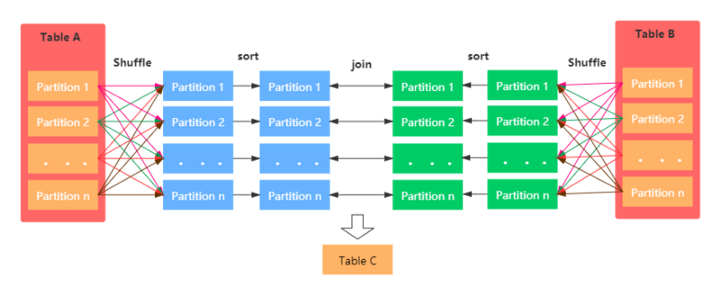 Table A
Table B
Shuffle
sort
join
sort
Shuffle
Partition 1
Partition 1
Partition 1
Partition 1
Partition 1
Partition 1
Partition 2
Partition 2
Partition 2
Partition 2
Partition 2
Partition 2
. . .
. . .
. . .
. . .
. . .
. . .
Partition n
Partition n
Partition n
Partition n
Partition n
Partition n
Table C